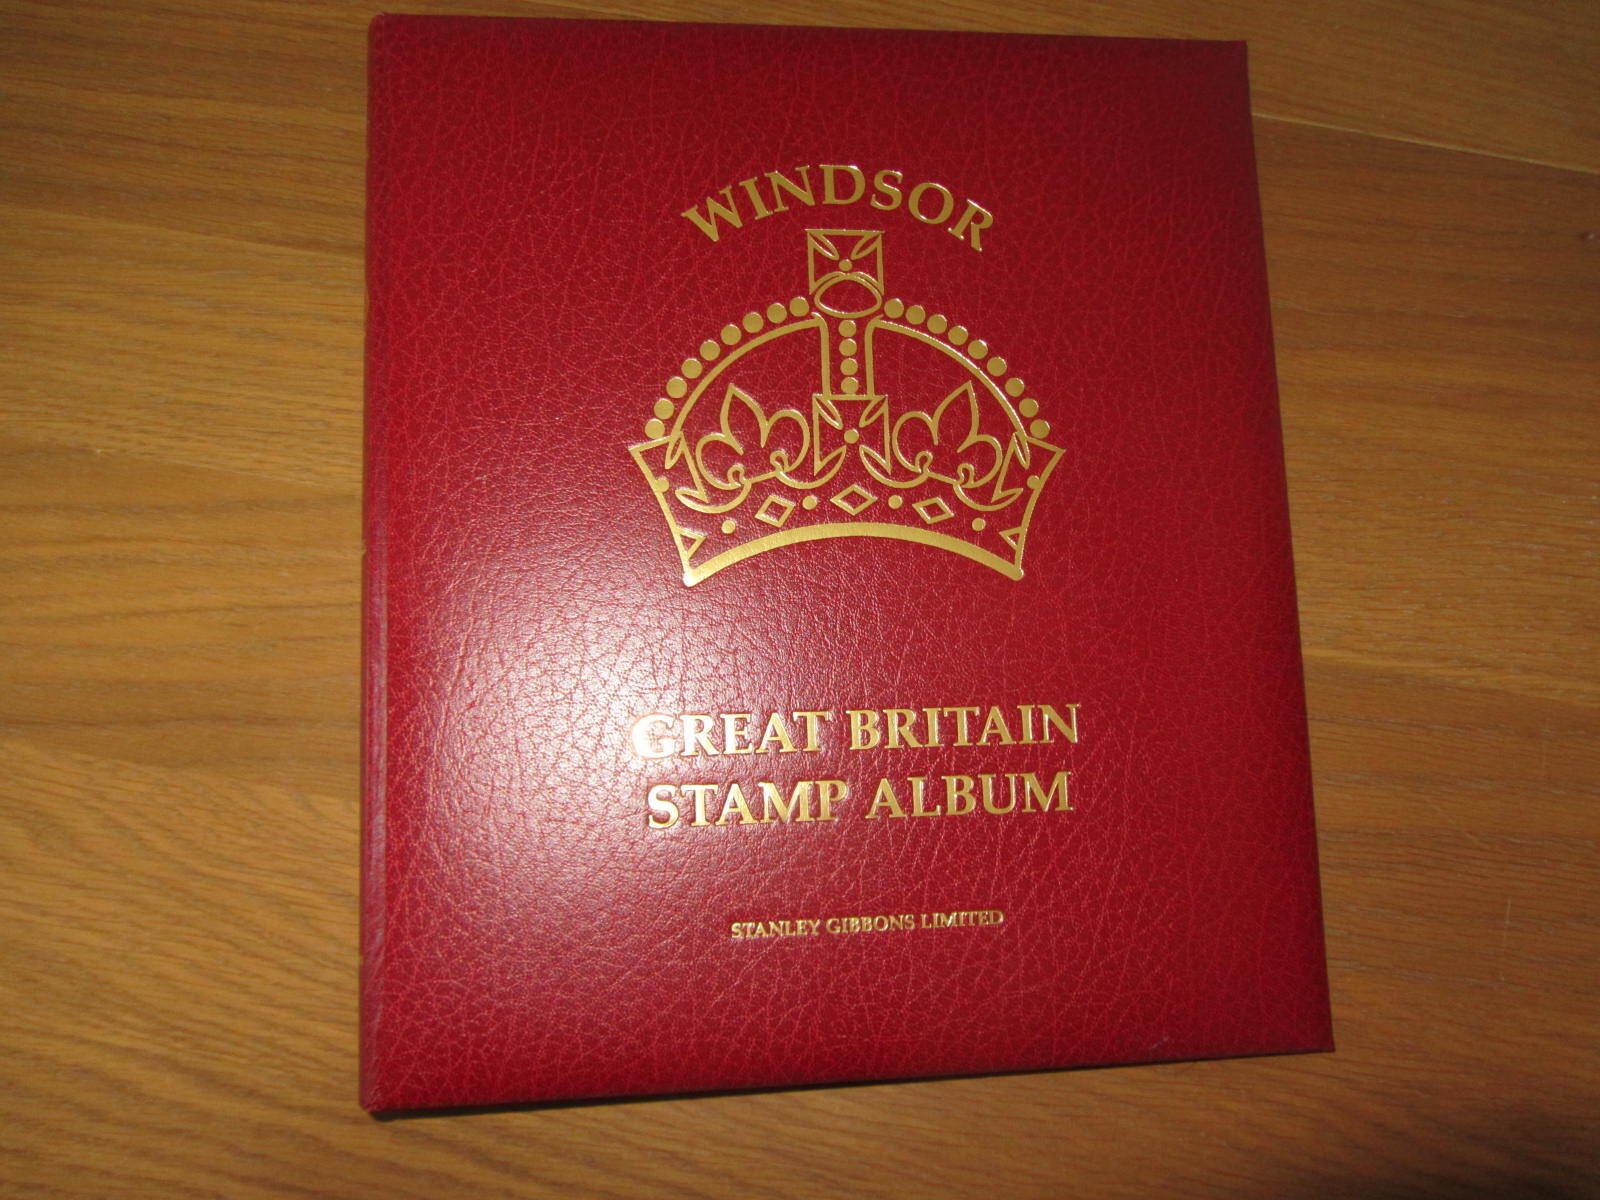 WINDSOR
GREAT BRITAIN
STAMP ALBUM
STANLEY GIBBONS LIMITED